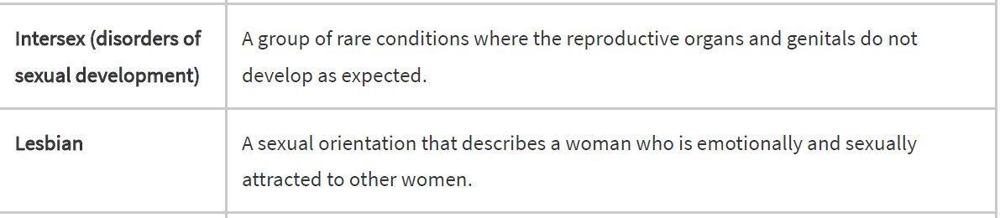 Intersex (disorders of
sexual development)
A group of rare conditions where the reproductive organs and genitals do not
develop as expected.
Lesbian
A sexual orientation that describes a woman who is emotionally and sexually
attracted to other women.